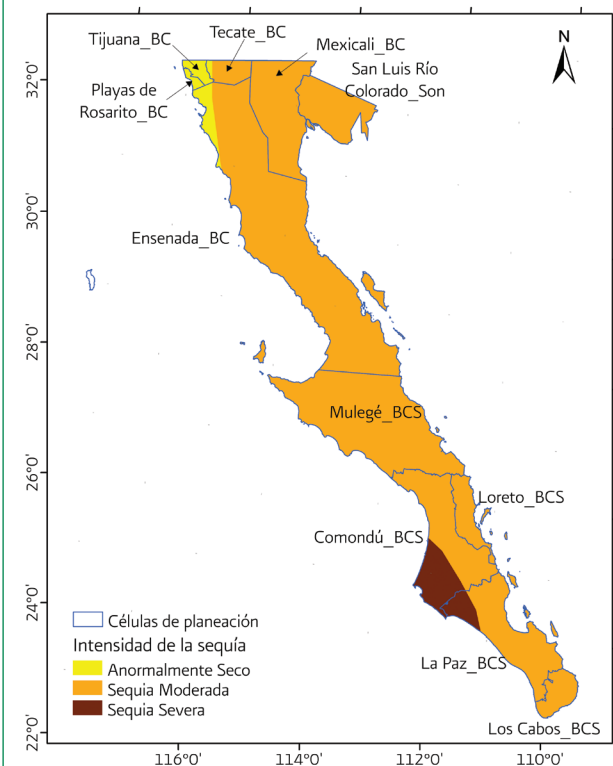 N
Tijuana_BC
Tecate_BC
Mexicali_BC
San Luis Río
Colorado_Son
Playas de
Rosarito_BC
Ensenada_BC
Mulegé_BCS
Loreto_BCS
Comondú_BCS
La Paz_BCS
Los Cabos_BCS
Células de planeación
Intensidad de la sequía
Anormalmente Seco
Sequia Moderada
Sequia Severa
32°0'
30°0'
28°0'
26°0'
24°0'
22°0'
116°0'
114°0'
112°0'
110°0'